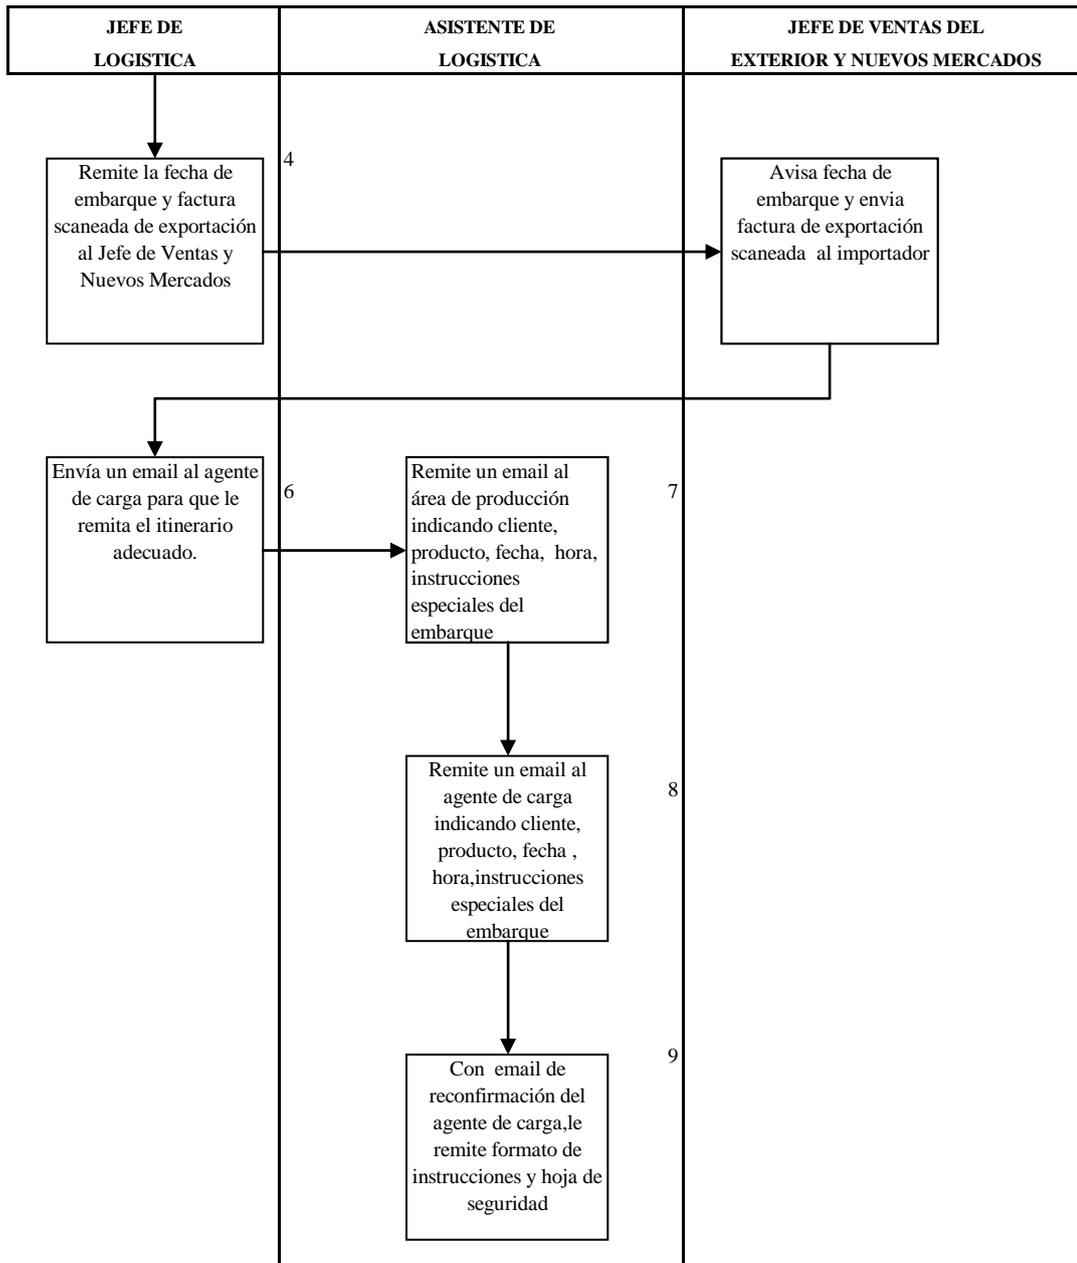 JEFE DE
LOGISTICA
ASISTENTE DE
LOGISTICA
JEFE DE VENTAS DEL
EXTERIOR Y NUEVOS MERCADOS
Remite la fecha de
embarque y factura
scaneada de exportación
al Jefe de Ventas y
Nuevos Mercados
4
Avisa fecha de
embarque y envia
factura de exportación
scaneada al importador
Envía un email al agente
de carga para que le
remita el itinerario
adecuado.
6
Remite un email al
área de producción
indicando cliente,
producto, fecha, hora,
instrucciones
especiales del
embarque
7
Remite un email al
agente de carga
indicando cliente,
producto, fecha ,
hora,instrucciones
especiales del
embarque
8
Con email de
reconfirmación del
agente de carga,le
remite formato de
instrucciones y hoja de
seguridad
9